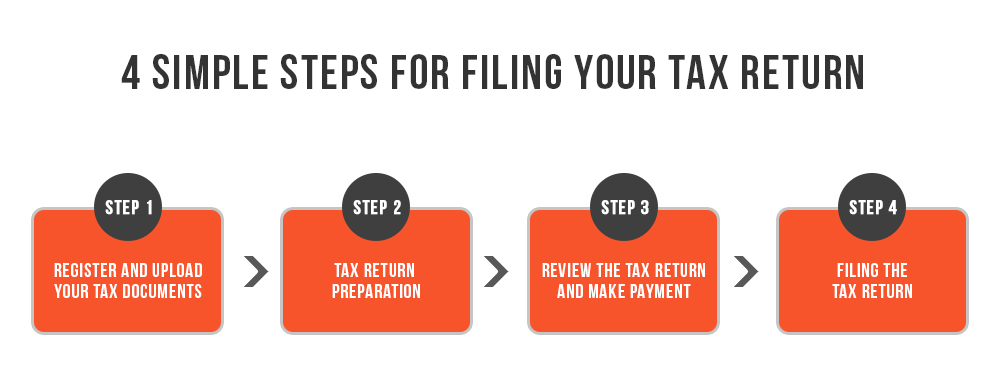 4 SIMPLE STEPS FOR FILING YOUR TAX RETURN
STEP 1
REGISTER AND UPLOAD
YOUR TAX DOCUMENTS
STEP 2
TAX RETURN
PREPARATION
STEP 3
REVIEW THE TAX RETURN
AND MAKE PAYMENT
STEP 4
FILING THE
TAX RETURN